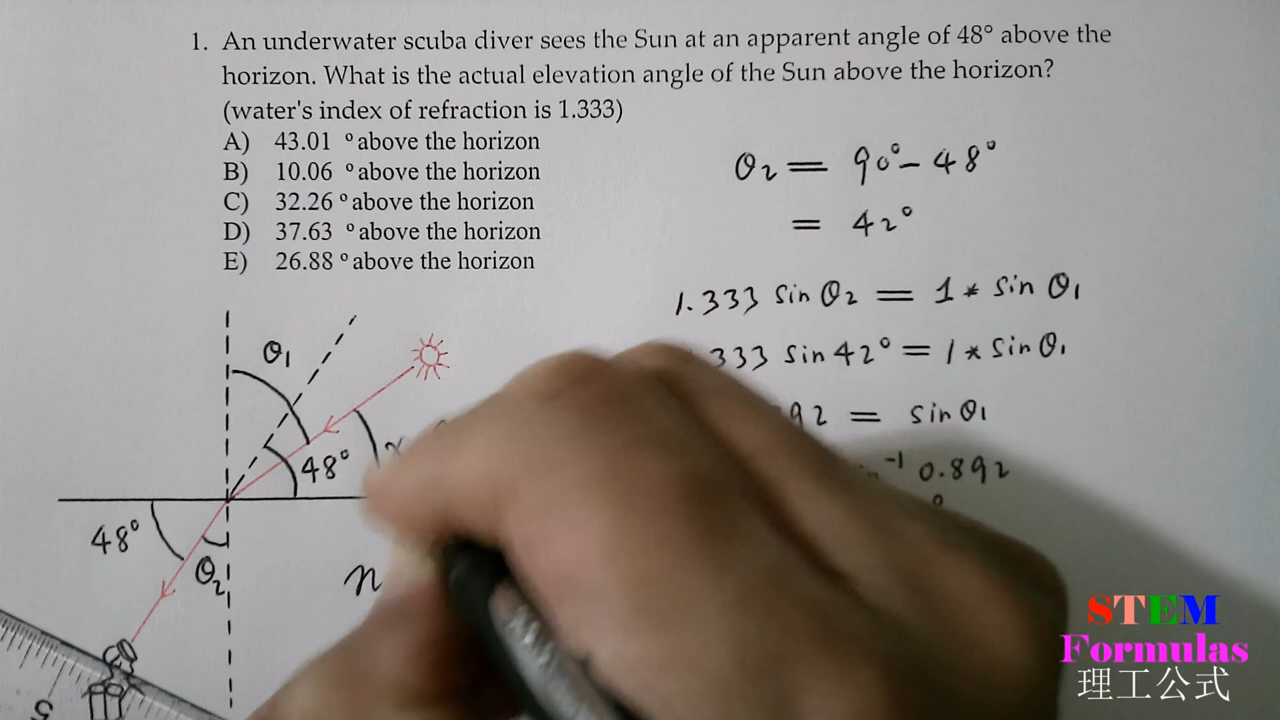 1. An underwater scuba diver sees the Sun at an apparent angle of 48° above the
horizon. What is the actual elevation angle of the Sun above the horizon?
(water's index of refraction is 1.333)
A) 43.01 ° above the horizon
B) 10.06 ° above the horizon
C) 32.26 ° above the horizon
D) 37.63 ° above the horizon
E) 26.88 ° above the horizon
θ2 = 90° - 48°
= 42°
1.333 sin θ2 = 1 * sin θ1
333 sin 42° = 1 * sin θ1
92 = sin θ1
-1 0.892
θ1
48°
48°
θ2
n
5
STEM
Formulas
理工公式